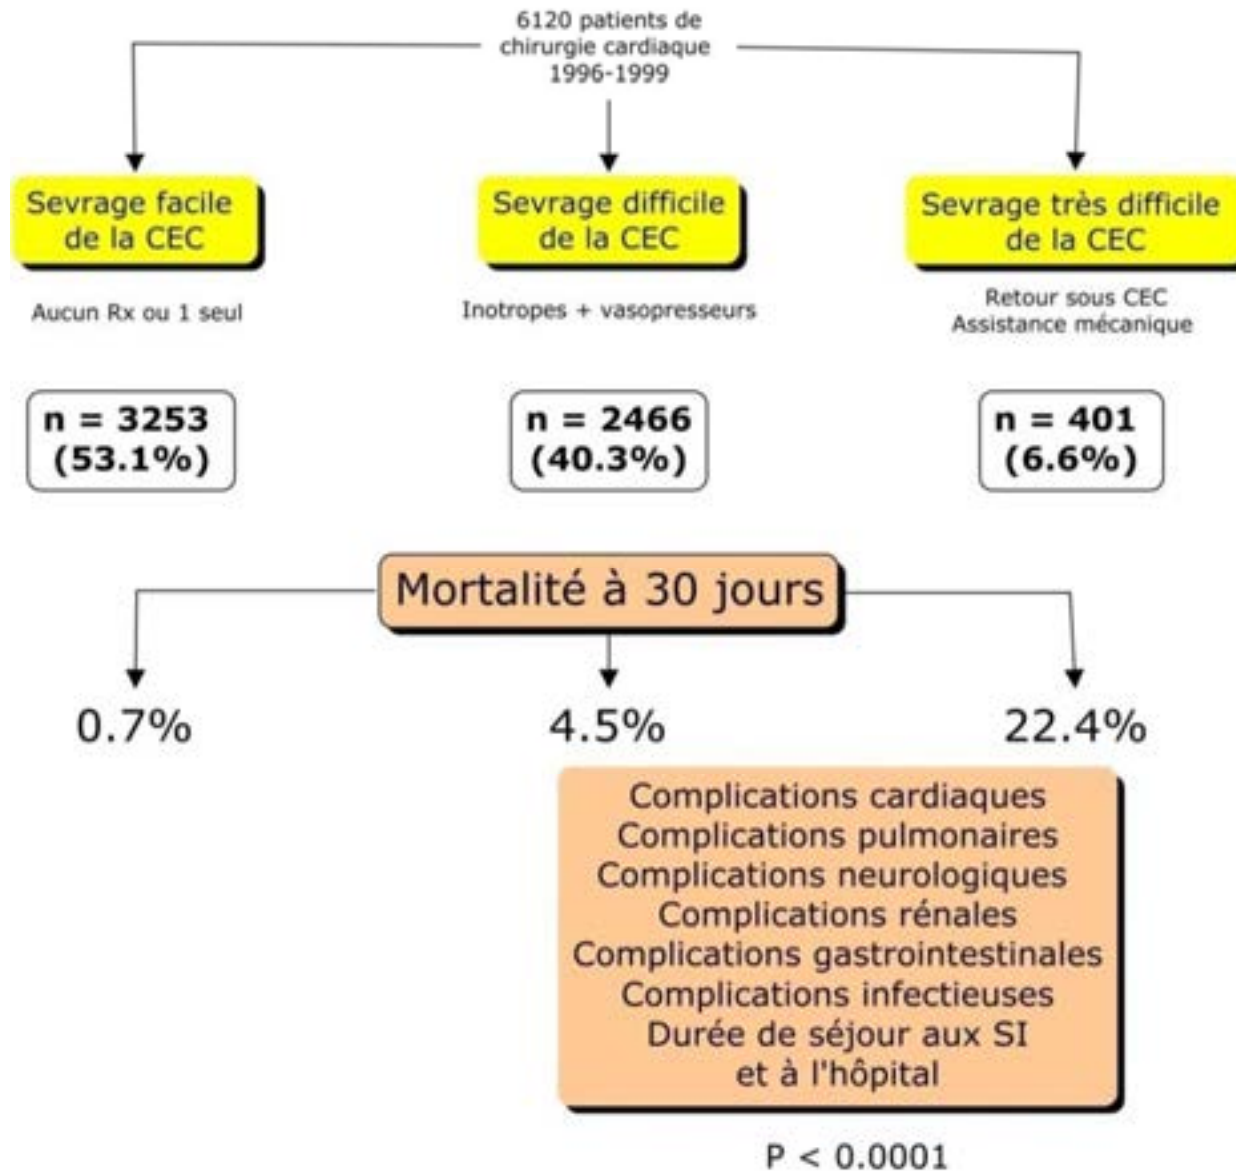 6120 patients de
chirurgie cardiaque
1996-1999
Sevrage facile
de la CEC
Sevrage difficile
de la CEC
Sevrage très difficile
de la CEC
Aucun Rx ou 1 seul
Inotropes + vasopresseurs
Retour sous CEC
Assistance mécanique
n = 3253
(53.1%)
n = 2466
(40.3%)
n = 401
(6.6%)
Mortalité à 30 jours
0.7%
4.5%
22.4%
Complications cardiaques
Complications pulmonaires
Complications neurologiques
Complications rénales
Complications gastrointestinales
Complications infectieuses
Durée de séjour aux SI
et à l'hôpital
P < 0.0001